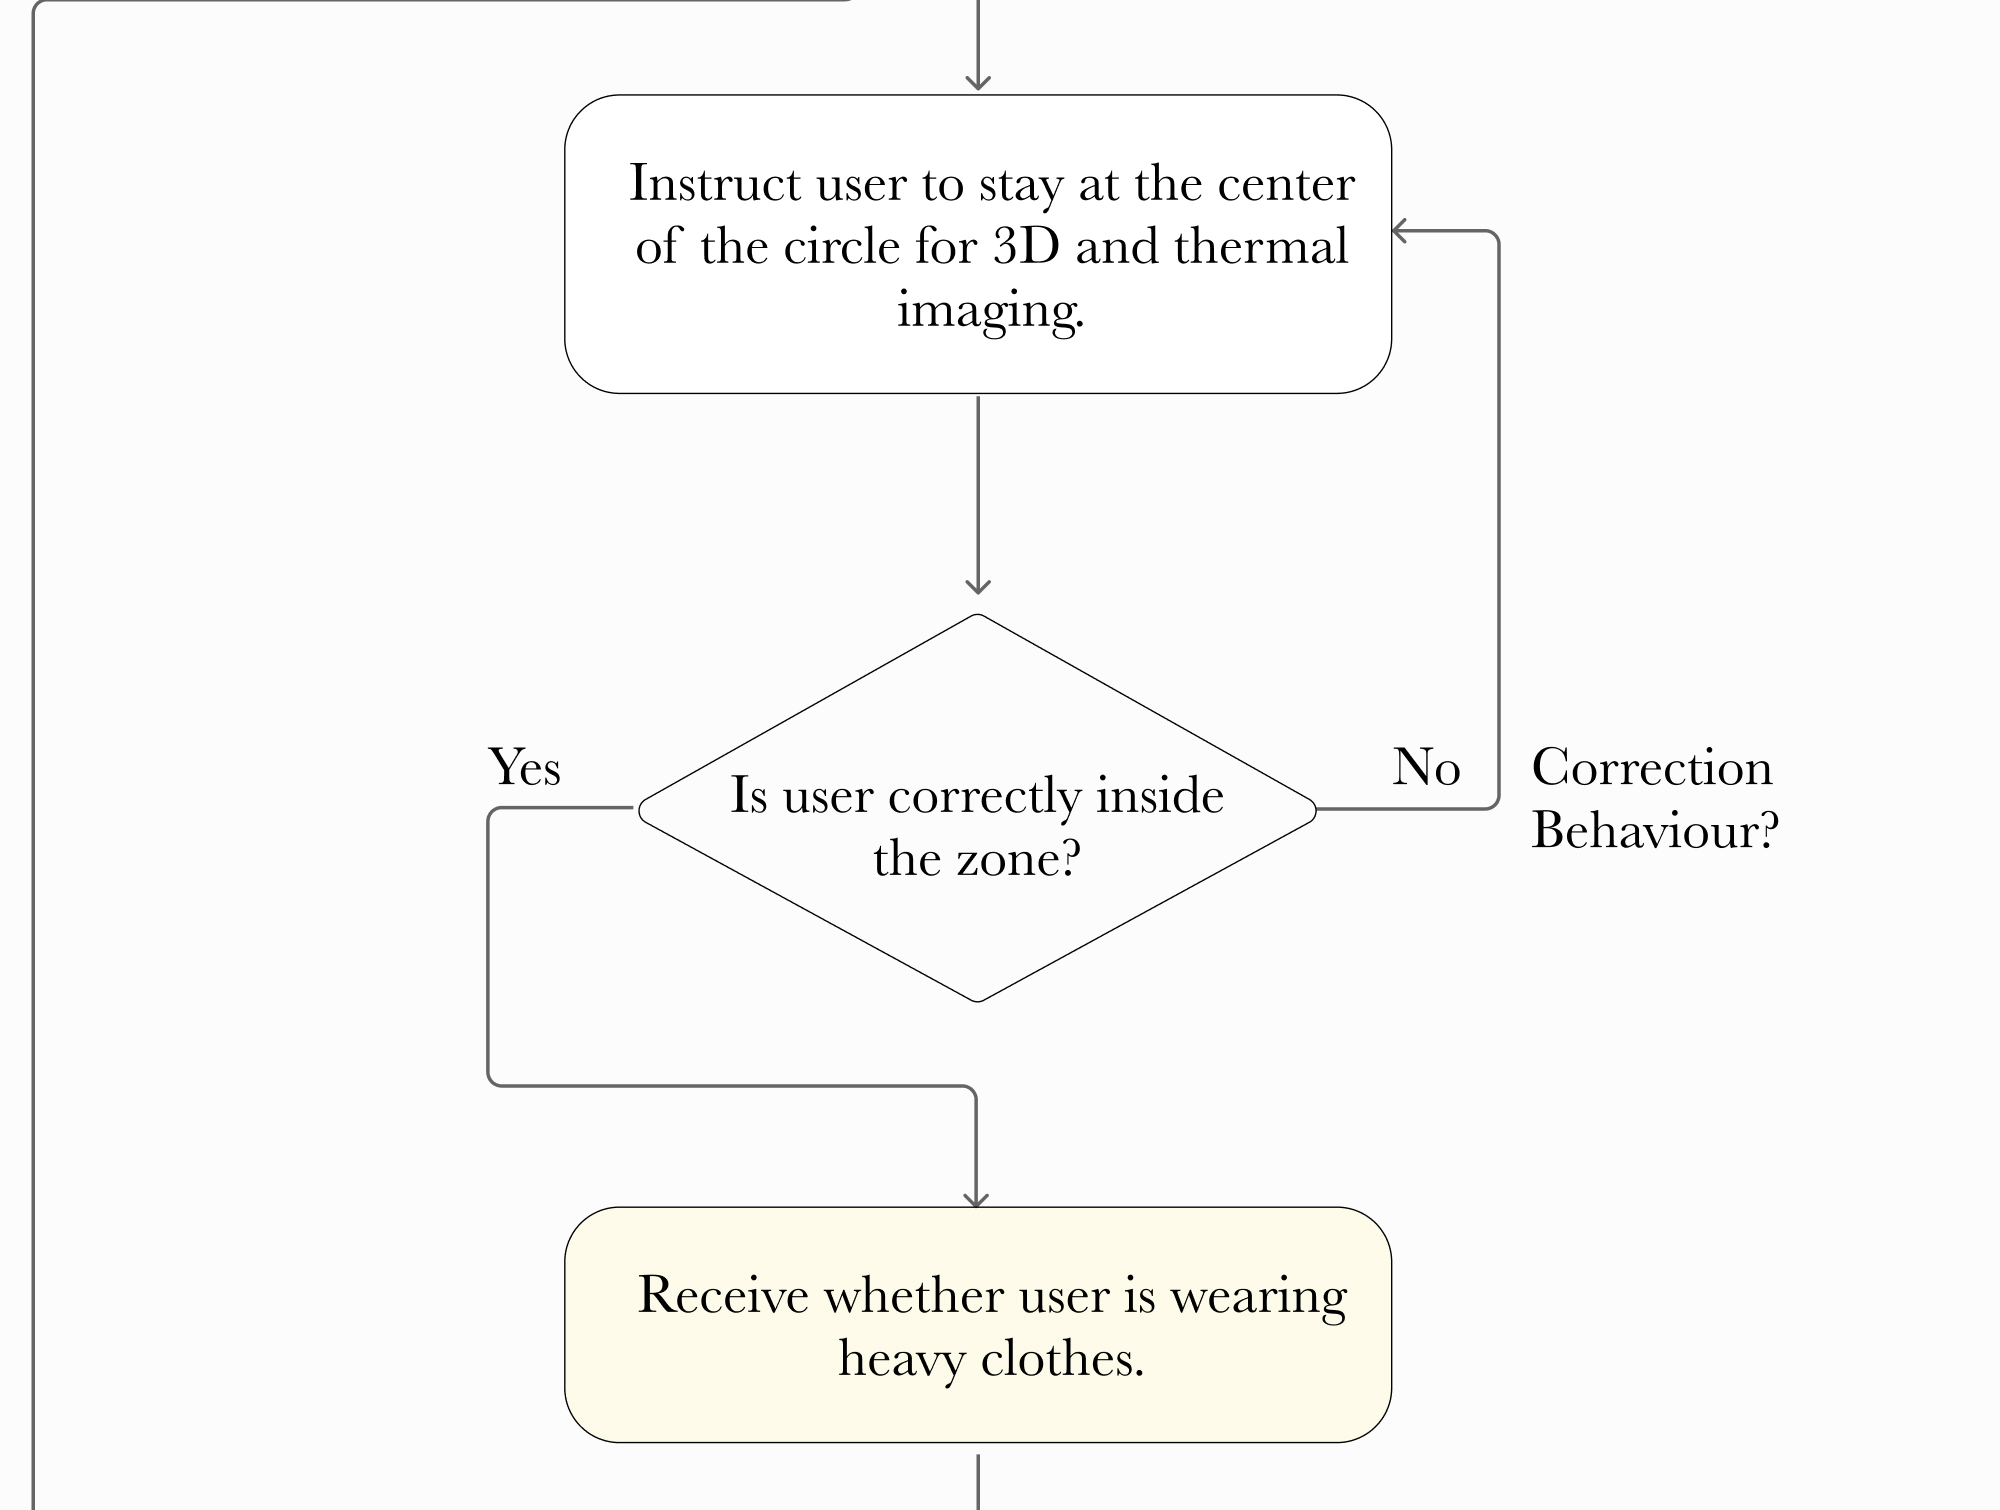 Instruct user to stay at the center
of the circle for 3D and thermal
imaging.
Yes
No
Correction
Behaviour?
Is user correctly inside
the zone?
Receive whether user is wearing
heavy clothes.